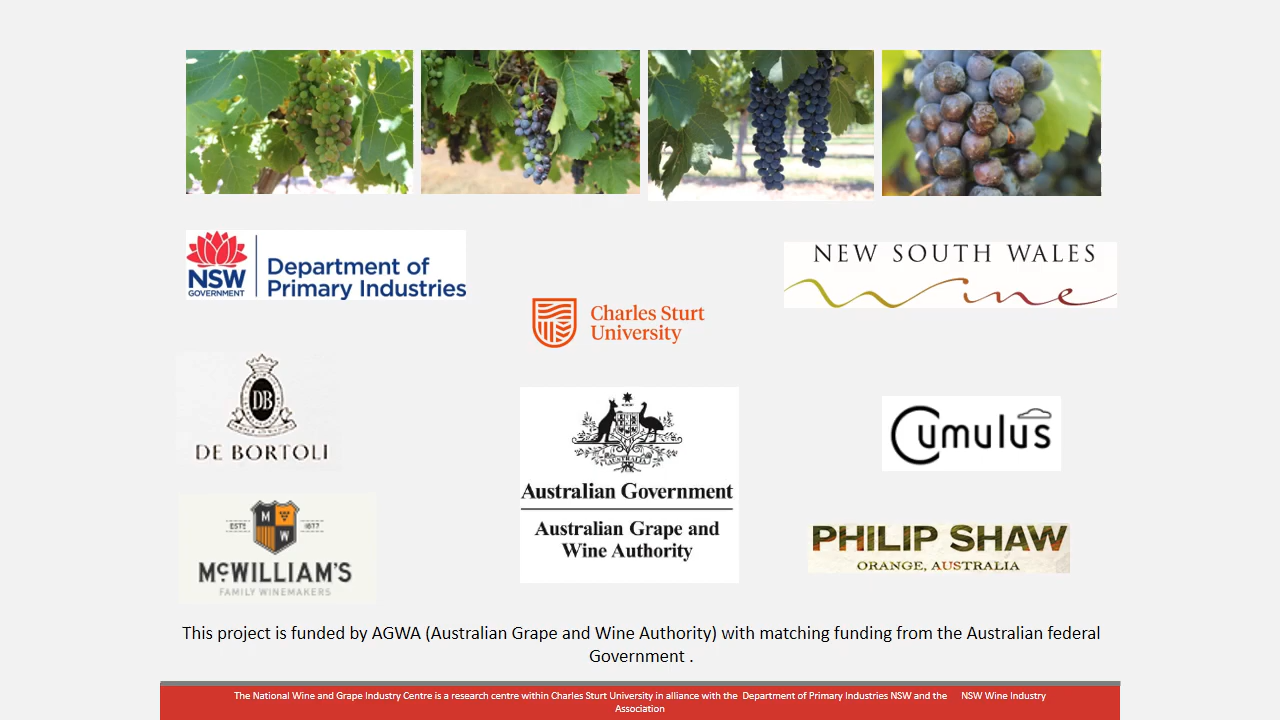 NSW
GOVERNMENT
Department of
Primary Industries
NEW SOUTH WALES
Wine
Charles Sturt
University
DB
DE BORTOLI
AUSTRALIA
Australian Government
Australian Grape and
Wine Authority
Cumulus
M
W
ESTD 1877
McWILLIAM'S
FAMILY WINEMAKERS
PHILIP SHAW
ORANGE, AUSTRALIA
This project is funded by AGWA (Australian Grape and Wine Authority) with matching funding from the Australian federal
Government .
The National Wine and Grape Industry Centre is a research centre within Charles Sturt University in alliance with the Department of Primary Industries NSW and the NSW Wine Industry
Association